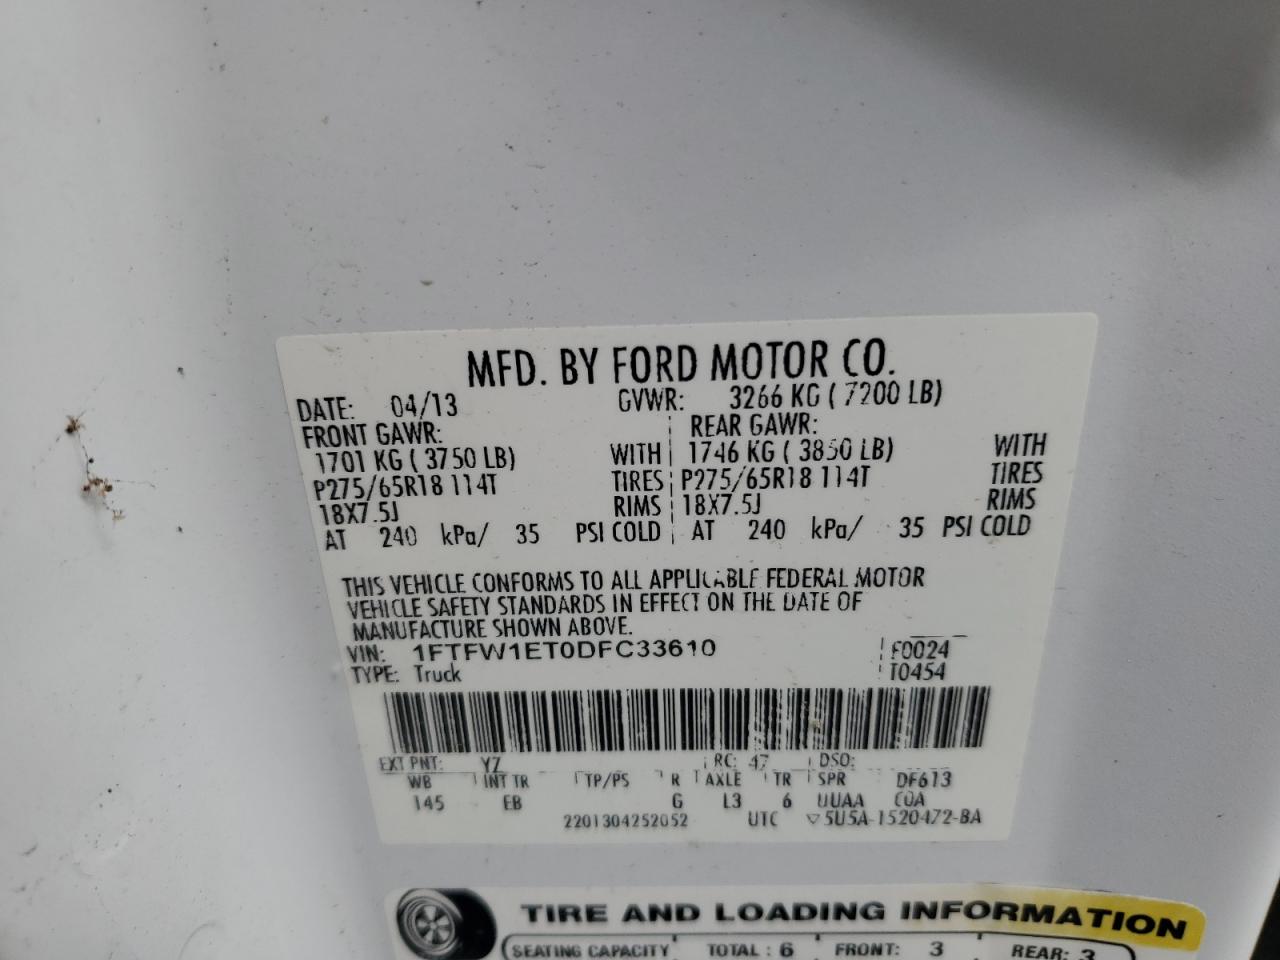 MFD. BY FORD MOTOR CO.
DATE: 04/13 GVWR: 3266 KG ( 7200 LB)
FRONT GAWR: REAR GAWR:
1701 KG ( 3750 LB) WITH 1746 KG ( 3850 LB) WITH
P275/65R18 114T TIRES P275/65R18 114T TIRES
18X7.5J RIMS 18X7.5J RIMS
AT 240 kPa/ 35 PSI COLD AT 240 kPa/ 35 PSI COLD
THIS VEHICLE CONFORMS TO ALL APPLICABLE FEDERAL MOTOR
VEHICLE SAFETY STANDARDS IN EFFECT ON THE DATE OF
MANUFACTURE SHOWN ABOVE.
VIN: 1FTFW1ET0DFC33610 F0024
TYPE: Truck T0454
EXT PNT: YZ RC: 47 DSO:
WB INT TR TP/PS R AXLE TR SPR DF613
145 EB G L3 6 UUAA C0A
2201304252052 UTC ▽5U5A-1520472-BA
TIRE AND LOADING INFORMATION
SEATING CAPACITY TOTAL : 6 FRONT: 3 REAR: 3